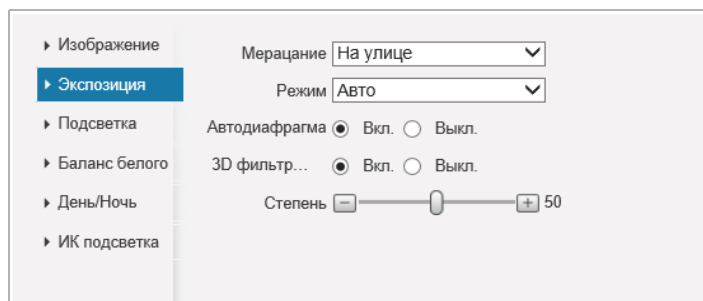 Изображение
Экспозиция
Подсветка
Баланс белого
День/Ночь
ИК подсветка
Мерацание На улице
Режим Авто
Автодиафрагма Вкл. Выкл.
3D фильтр... Вкл. Выкл.
Степень 50